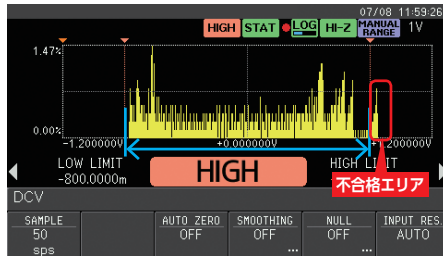 07/08 11:59:26
HIGH STAT LOG HI-Z MANUAL RANGE 1V
1.47%
0.00%
-1.200000V +0.000000V +1.200000V
LOW LIMIT HIGH HIGH LIMIT
-800.0000m
不合格エリア
DCV
SAMPLE AUTO ZERO SMOOTHING NULL INPUT RES.
50 OFF OFF OFF AUTO
sps ... ...